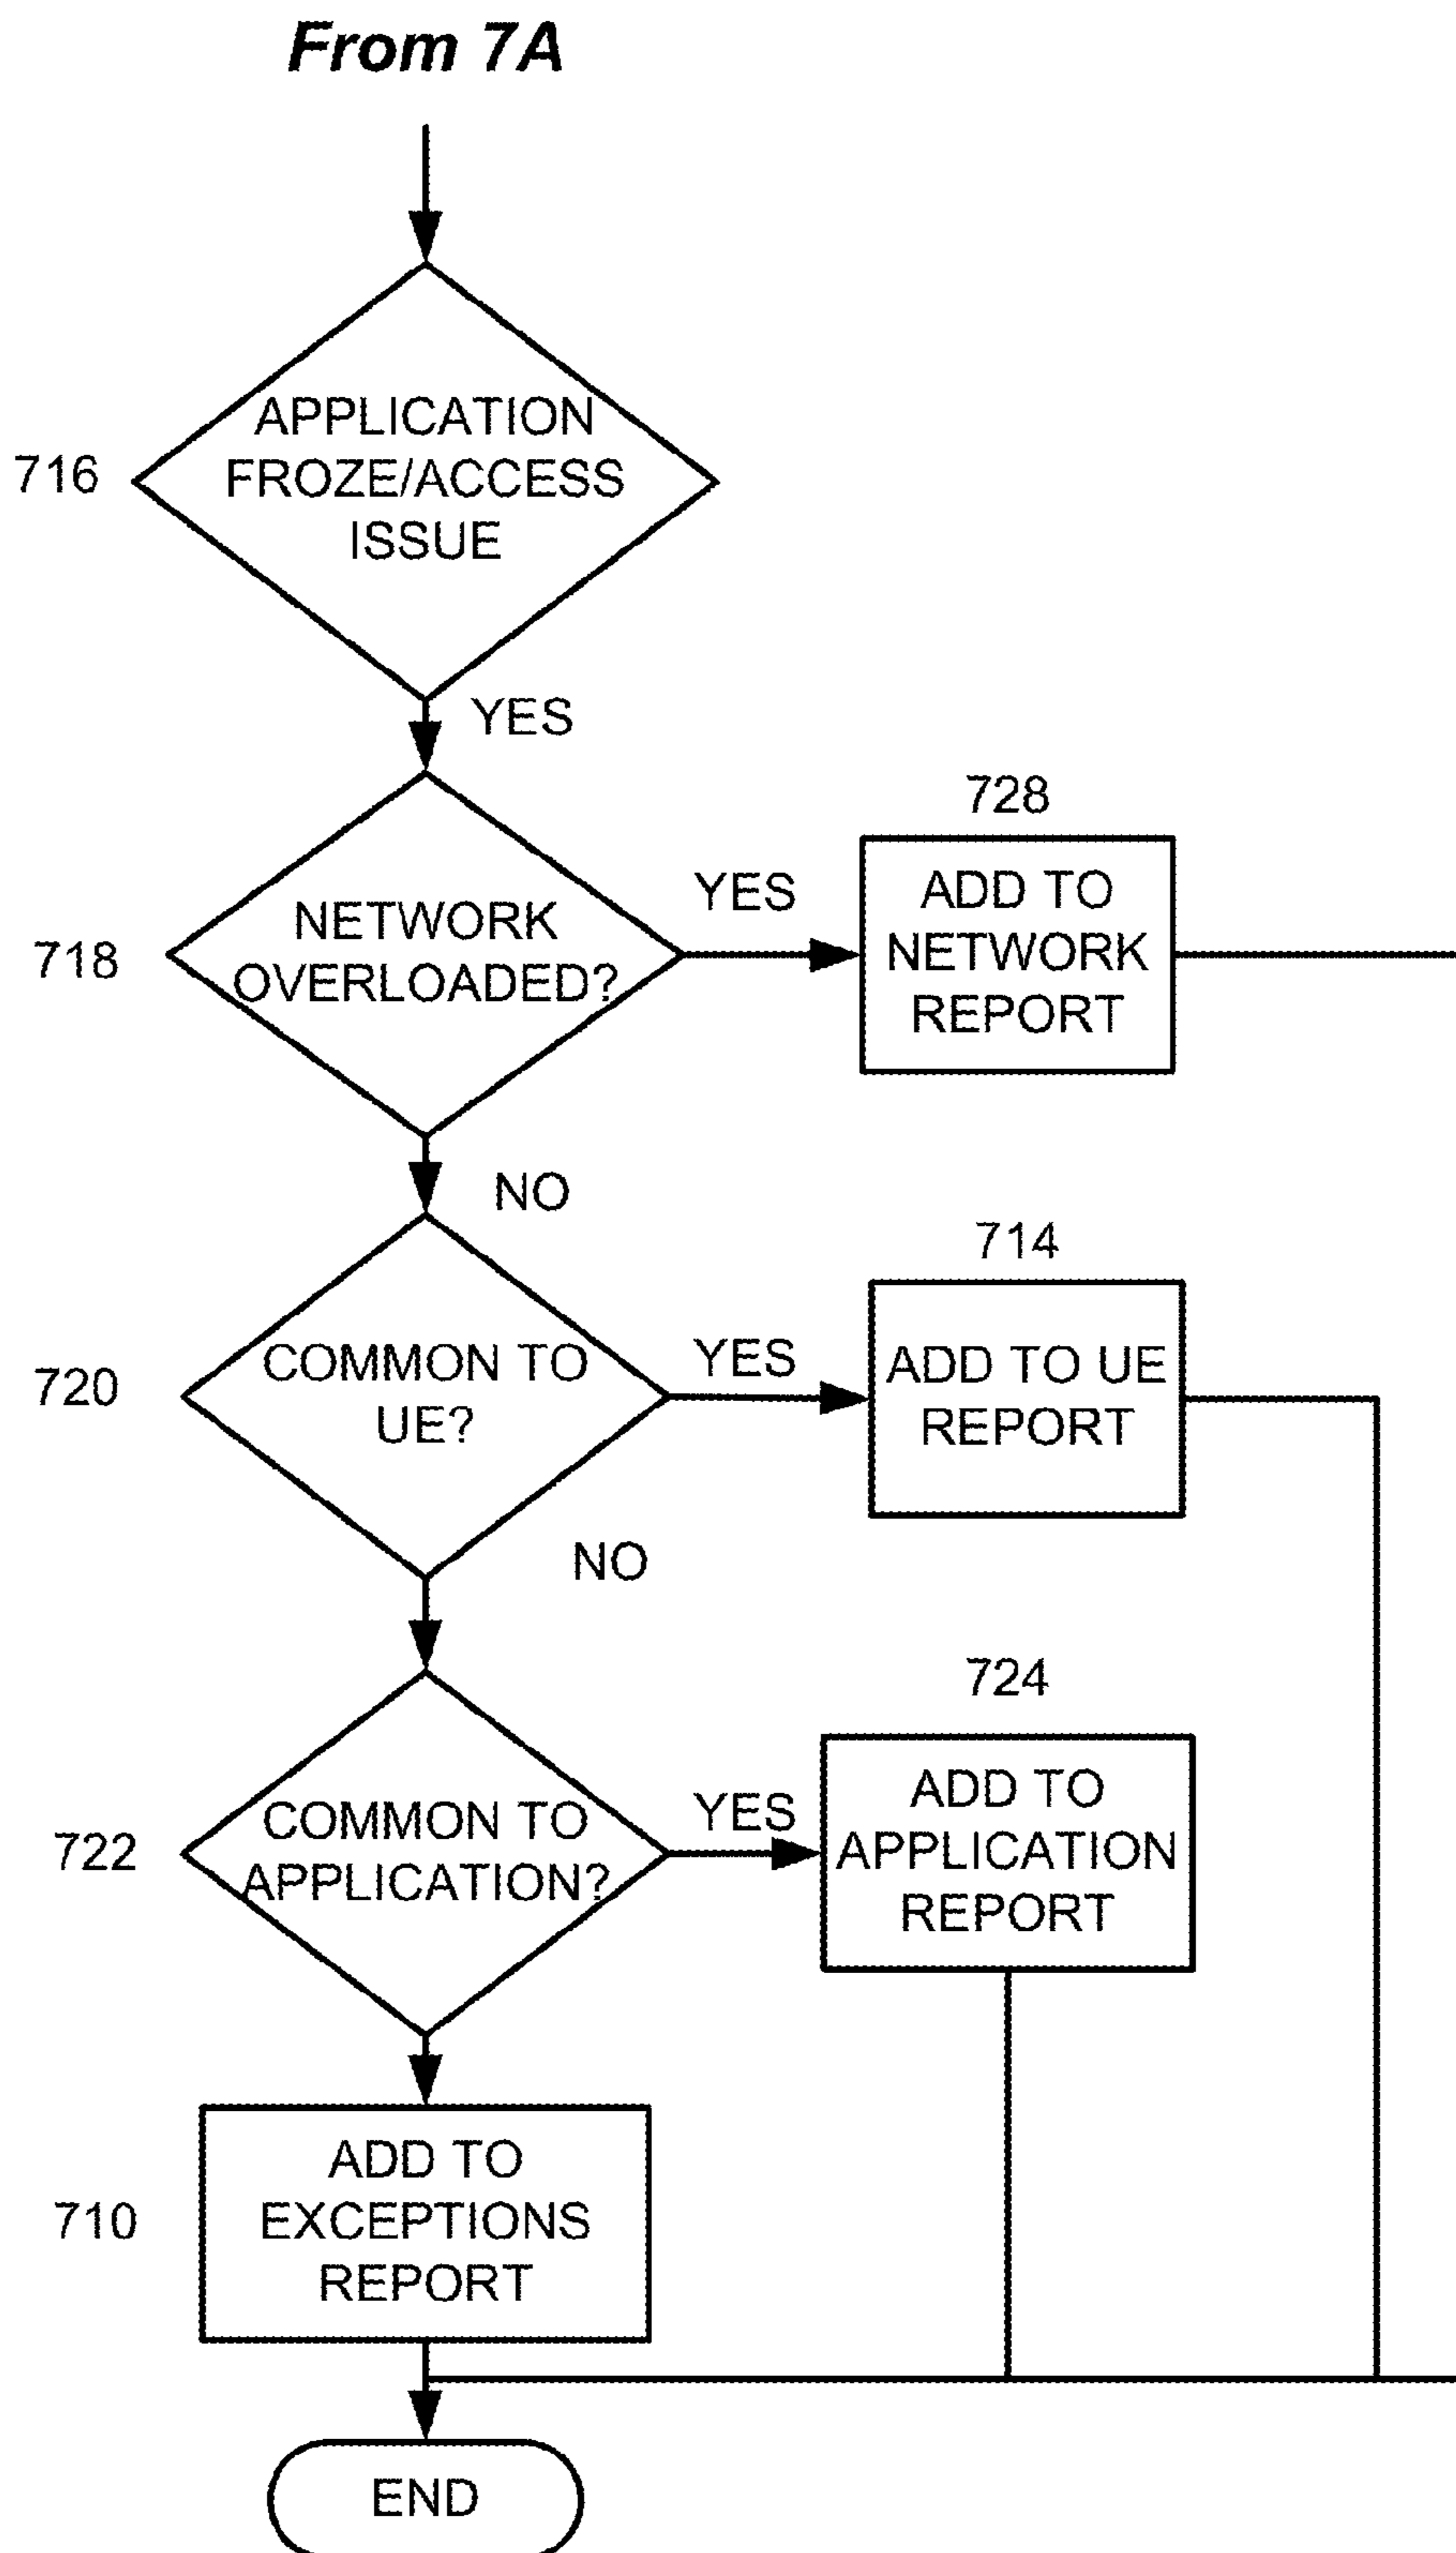 From 7A
APPLICATION
FROZE/ACCESS
ISSUE
716
YES
728
NETWORK
OVERLOADED?
718
YES
ADD TO
NETWORK
REPORT
NO
714
COMMON TO
UE?
720
YES
ADD TO UE
REPORT
NO
724
COMMON TO
APPLICATION?
722
YES
ADD TO
APPLICATION
REPORT
ADD TO
EXCEPTIONS
REPORT
710
END